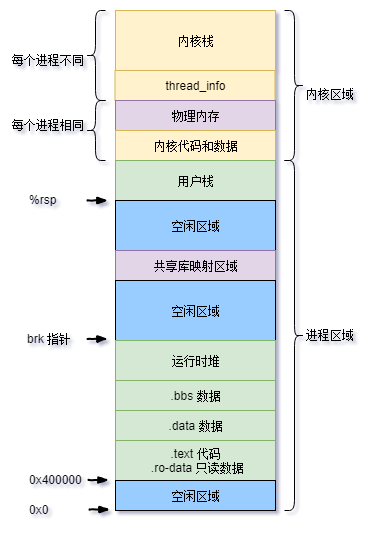 内核栈
每个进程不同
thread_info
内核区域
物理内存
每个进程相同
内核代码和数据
用户栈
%rsp
空闲区域
共享库映射区域
空闲区域
brk 指针
进程区域
运行时堆
.bbs 数据
.data 数据
.text 代码
.ro-data 只读数据
0x400000
空闲区域
0x0